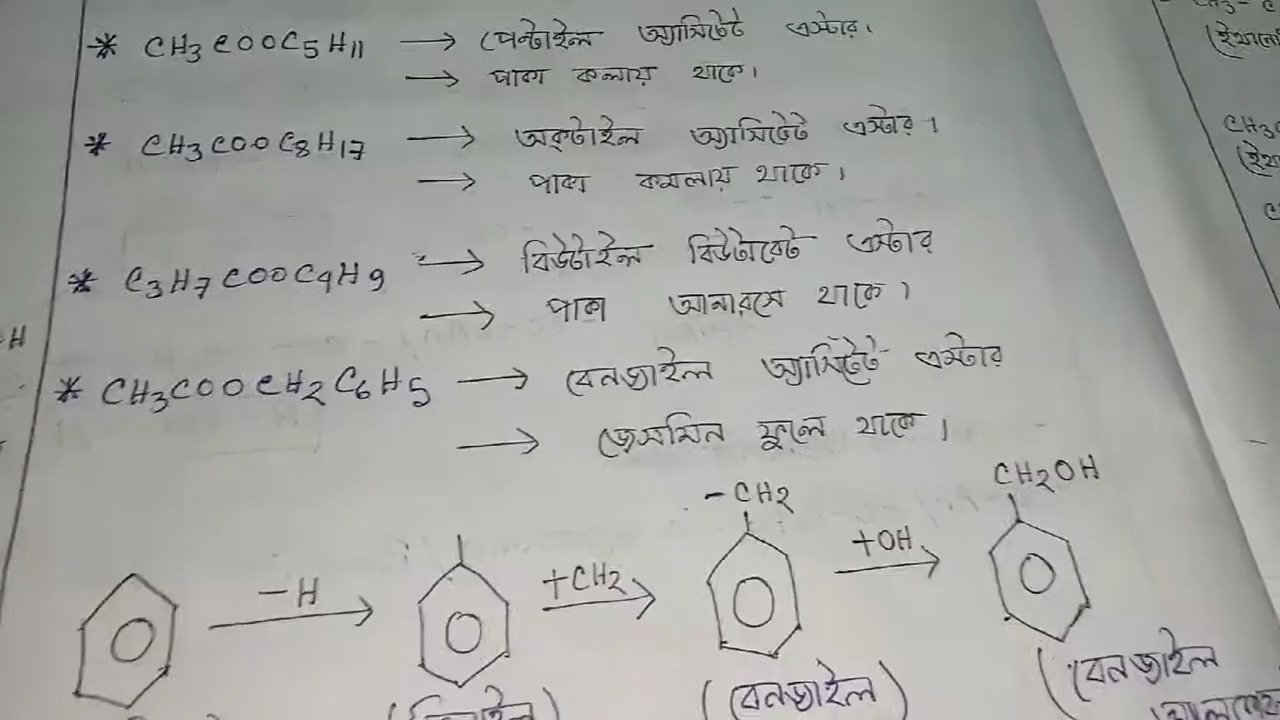 * CH3COOC5H11 → পেন্টাইল অ্যাসিটেট এস্টার।
→ পাকা কলায় থাকে।
* CH3COOC8H17 → অক্টাইল অ্যাসিটেট এস্টার।
→ পাকা কমলায় থাকে।
* C3H7COOC4H9 → বিউটাইল বিউটারেট এস্টার
→ পাকা আনারসে থাকে।
* CH3COOCH2C6H5 → বেনজাইল অ্যাসিটেট এস্টার
→ জেসমিন ফুলে থাকে।
-CH2
CH2OH
-H
+CH2
+OH
(বেনজাইল)
(বেনজাইল
H